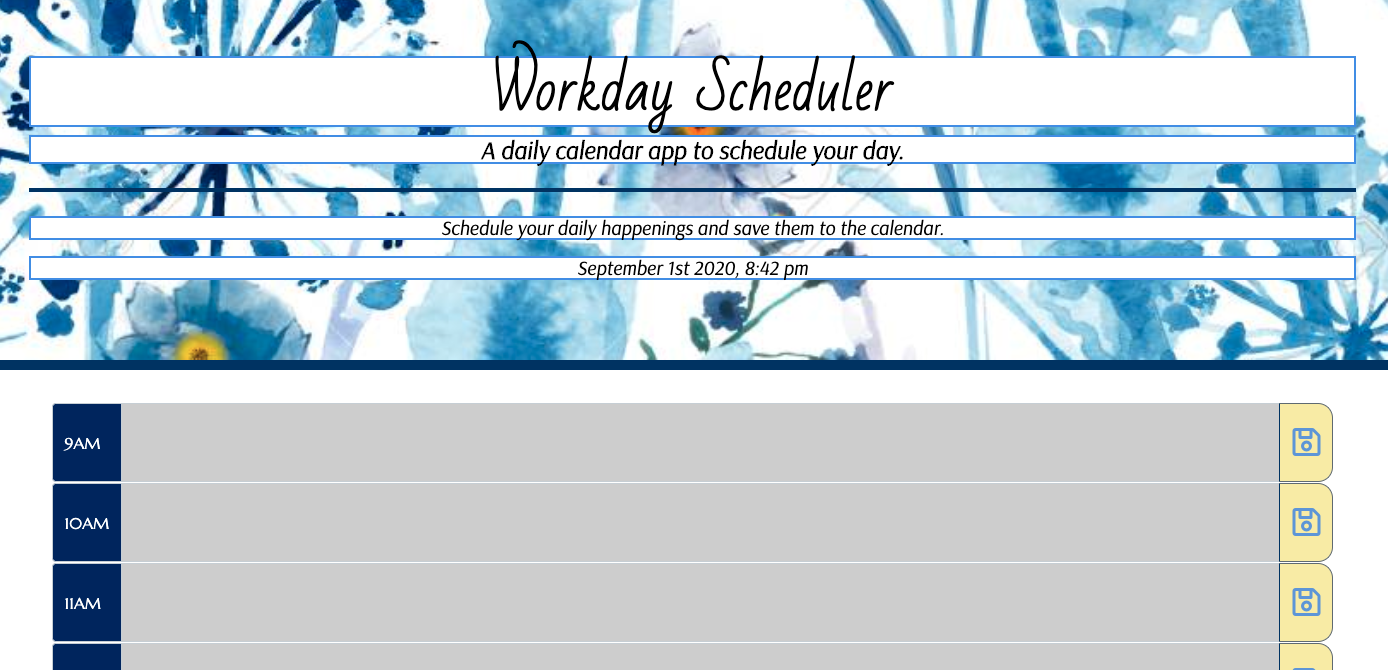 Workday Scheduler
A daily calendar app to schedule your day.
Schedule your daily happenings and save them to the calendar.
September 1st 2020, 8:42 pm
9AM
10AM
11AM